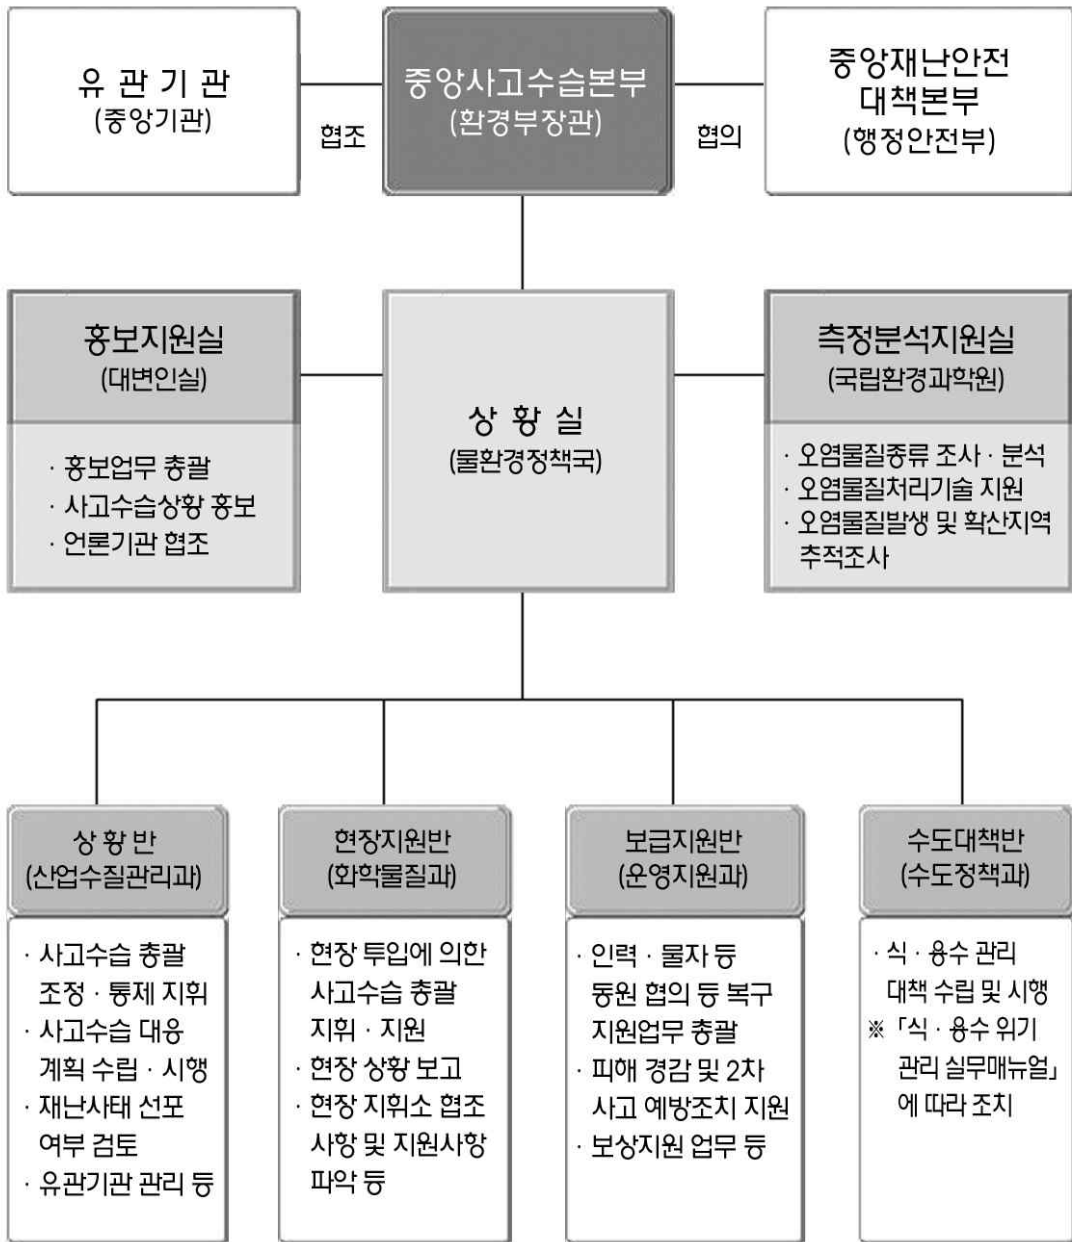 유 관 기 관
(중앙기관)
협조
중앙사고수습본부
(환경부장관)
협의
중앙재난안전
대책본부
(행정안전부)
홍보지원실
(대변인실)
· 홍보업무 총괄
· 사고수습상황 홍보
· 언론기관 협조
상 황 실
(물환경정책국)
측정분석지원실
(국립환경과학원)
· 오염물질종류 조사 · 분석
· 오염물질처리기술 지원
· 오염물질발생 및 확산지역
추적조사
상 황 반
(산업수질관리과)
· 사고수습 총괄
조정 · 통제 지휘
· 사고수습 대응
계획 수립 · 시행
· 재난사태 선포
여부 검토
· 유관기관 관리 등
현장지원반
(화학물질과)
· 현장 투입에 의한
사고수습 총괄
지휘 · 지원
· 현장 상황 보고
· 현장 지휘소 협조
사항 및 지원사항
파악 등
보급지원반
(운영지원과)
· 인력 · 물자 등
동원 협의 등 복구
지원업무 총괄
· 피해 경감 및 2차
사고 예방조치 지원
· 보상지원 업무 등
수도대책반
(수도정책과)
· 식 · 용수 관리
대책 수립 및 시행
※ 「식 · 용수 위기
관리 실무매뉴얼」
에 따라 조치